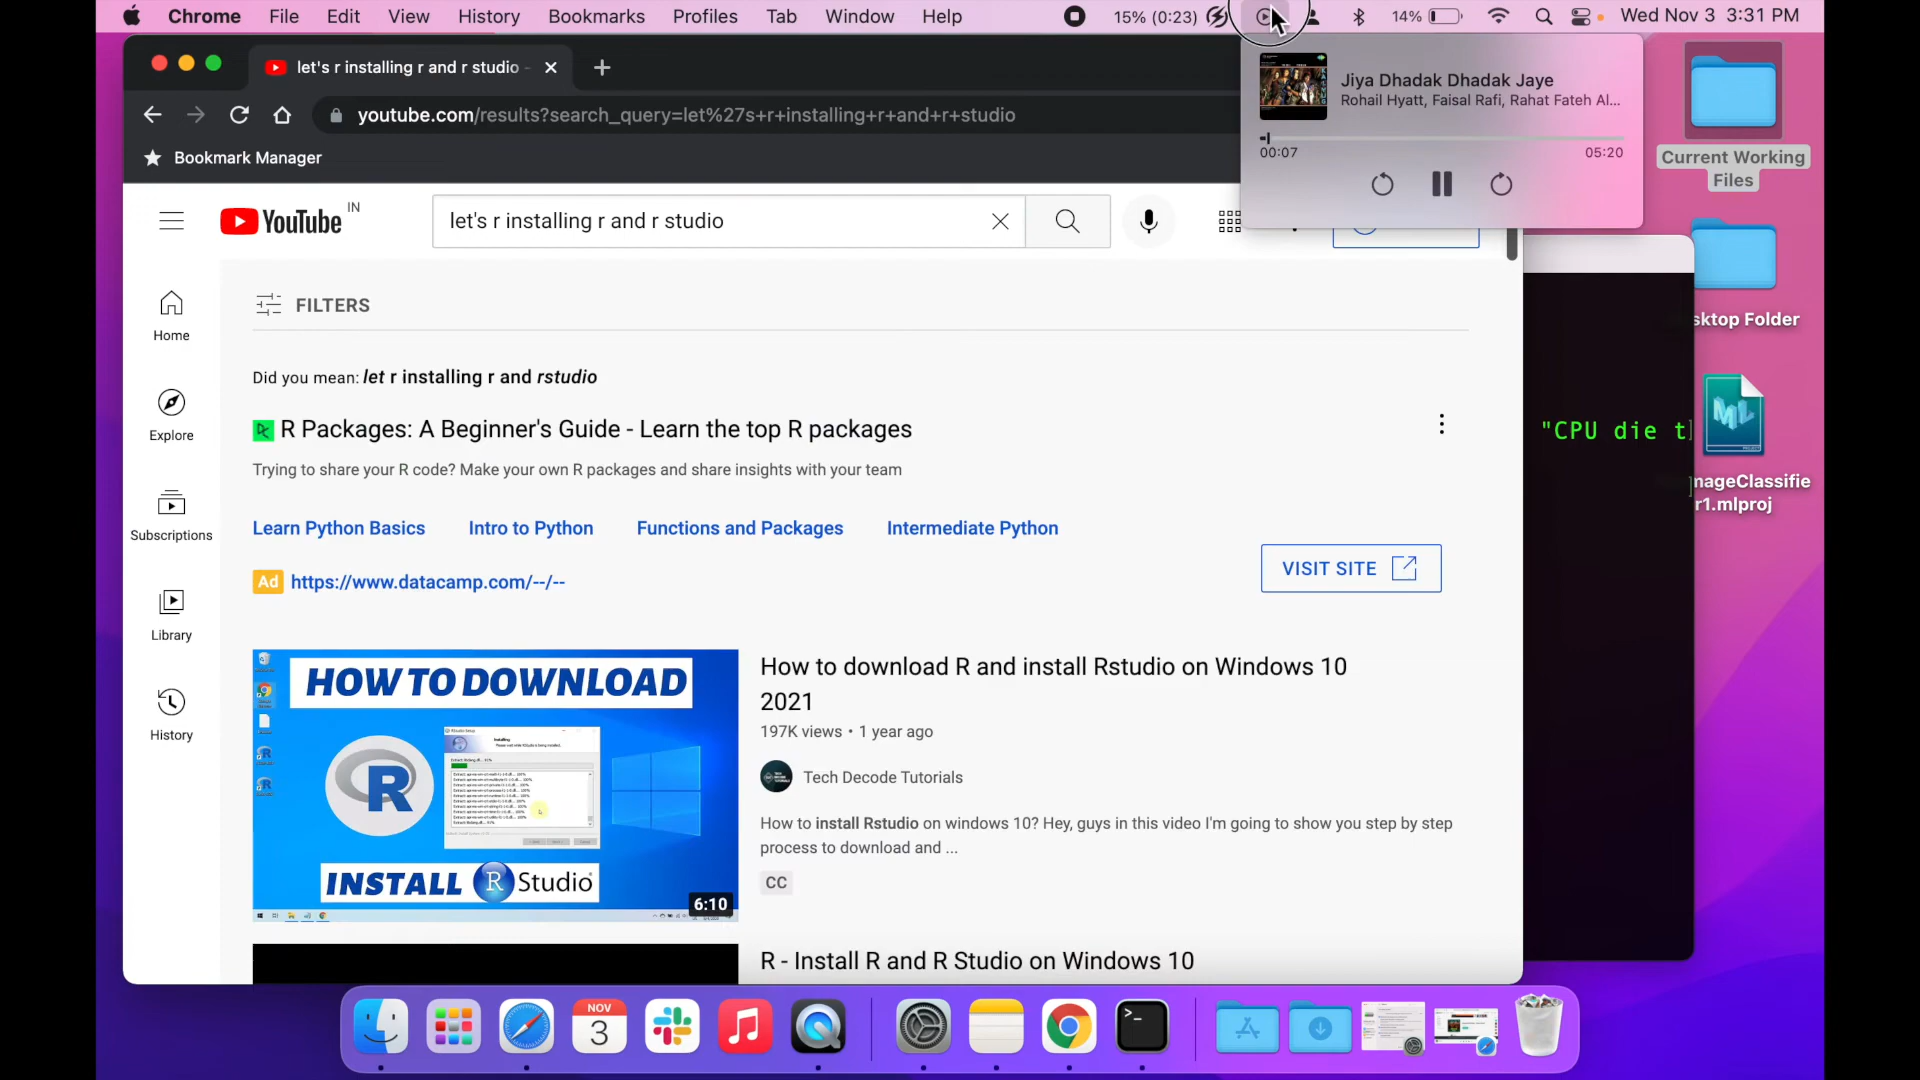 Chrome File Edit View History Bookmarks Profiles Tab Window Help 15% (0:23) 14% Wed Nov 3 3:31 PM
let's r installing r and r studio -
youtube.com/results?search_query=let%27s+r+installing+r+and+r+studio
Bookmark Manager
Jiya Dhadak Dhadak Jaye
Rohail Hyatt, Faisal Rafi, Rahat Fateh Al...
00:07 05:20
Current Working
Files
YouTube IN
let's r installing r and r studio
Home
Explore
Subscriptions
Library
History
FILTERS
Did you mean: let r installing r and rstudio
R Packages: A Beginner's Guide - Learn the top R packages
Trying to share your R code? Make your own R packages and share insights with your team
Learn Python Basics Intro to Python Functions and Packages Intermediate Python
VISIT SITE
Ad https://www.datacamp.com/--/--
HOW TO DOWNLOAD
R
INSTALL R Studio
6:10
How to download R and install Rstudio on Windows 10
2021
197K views • 1 year ago
Tech Decode Tutorials
How to install Rstudio on windows 10? Hey, guys in this video I'm going to show you step by step
process to download and ...
CC
R - Install R and R Studio on Windows 10
sktop Folder
"CPU die t
ML
PROJECT
mageClassifie
r1.mlproj
NOV
3